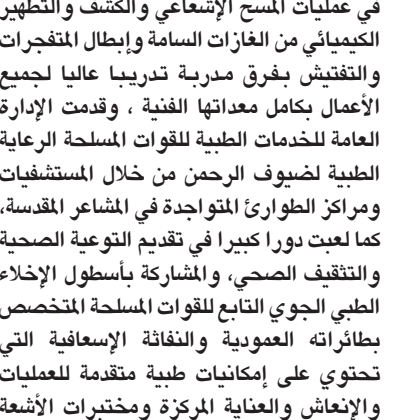 في عمليات المسح الإشعاعي والكشف والتطهير
الكيميائي من الغازات السامة وإبطال المتفجرات
والتفتيش بفرق مدربة تدريبا عاليا لجميع
الأعمال بكامل معداتها الفنية ، وقدمت الإدارة
العامة للخدمات الطبية للقوات المسلحة الرعاية
الطبية لضيوف الرحمن من خلال المستشفيات
ومراكز الطوارئ المتواجدة في المشاعر المقدسة،
كما لعبت دورا كبيرا في تقديم التوعية الصحية
والتثقيف الصحي، والمشاركة بأسطول الإخلاء
الطبي الجوي التابع للقوات المسلحة المتخصص
بطائراته العمودية والنفاثة الإسعافية التي
تحتوي على إمكانيات طبية متقدمة للعمليات
والإنعاش والعناية المركزة ومختبرات الأشعة